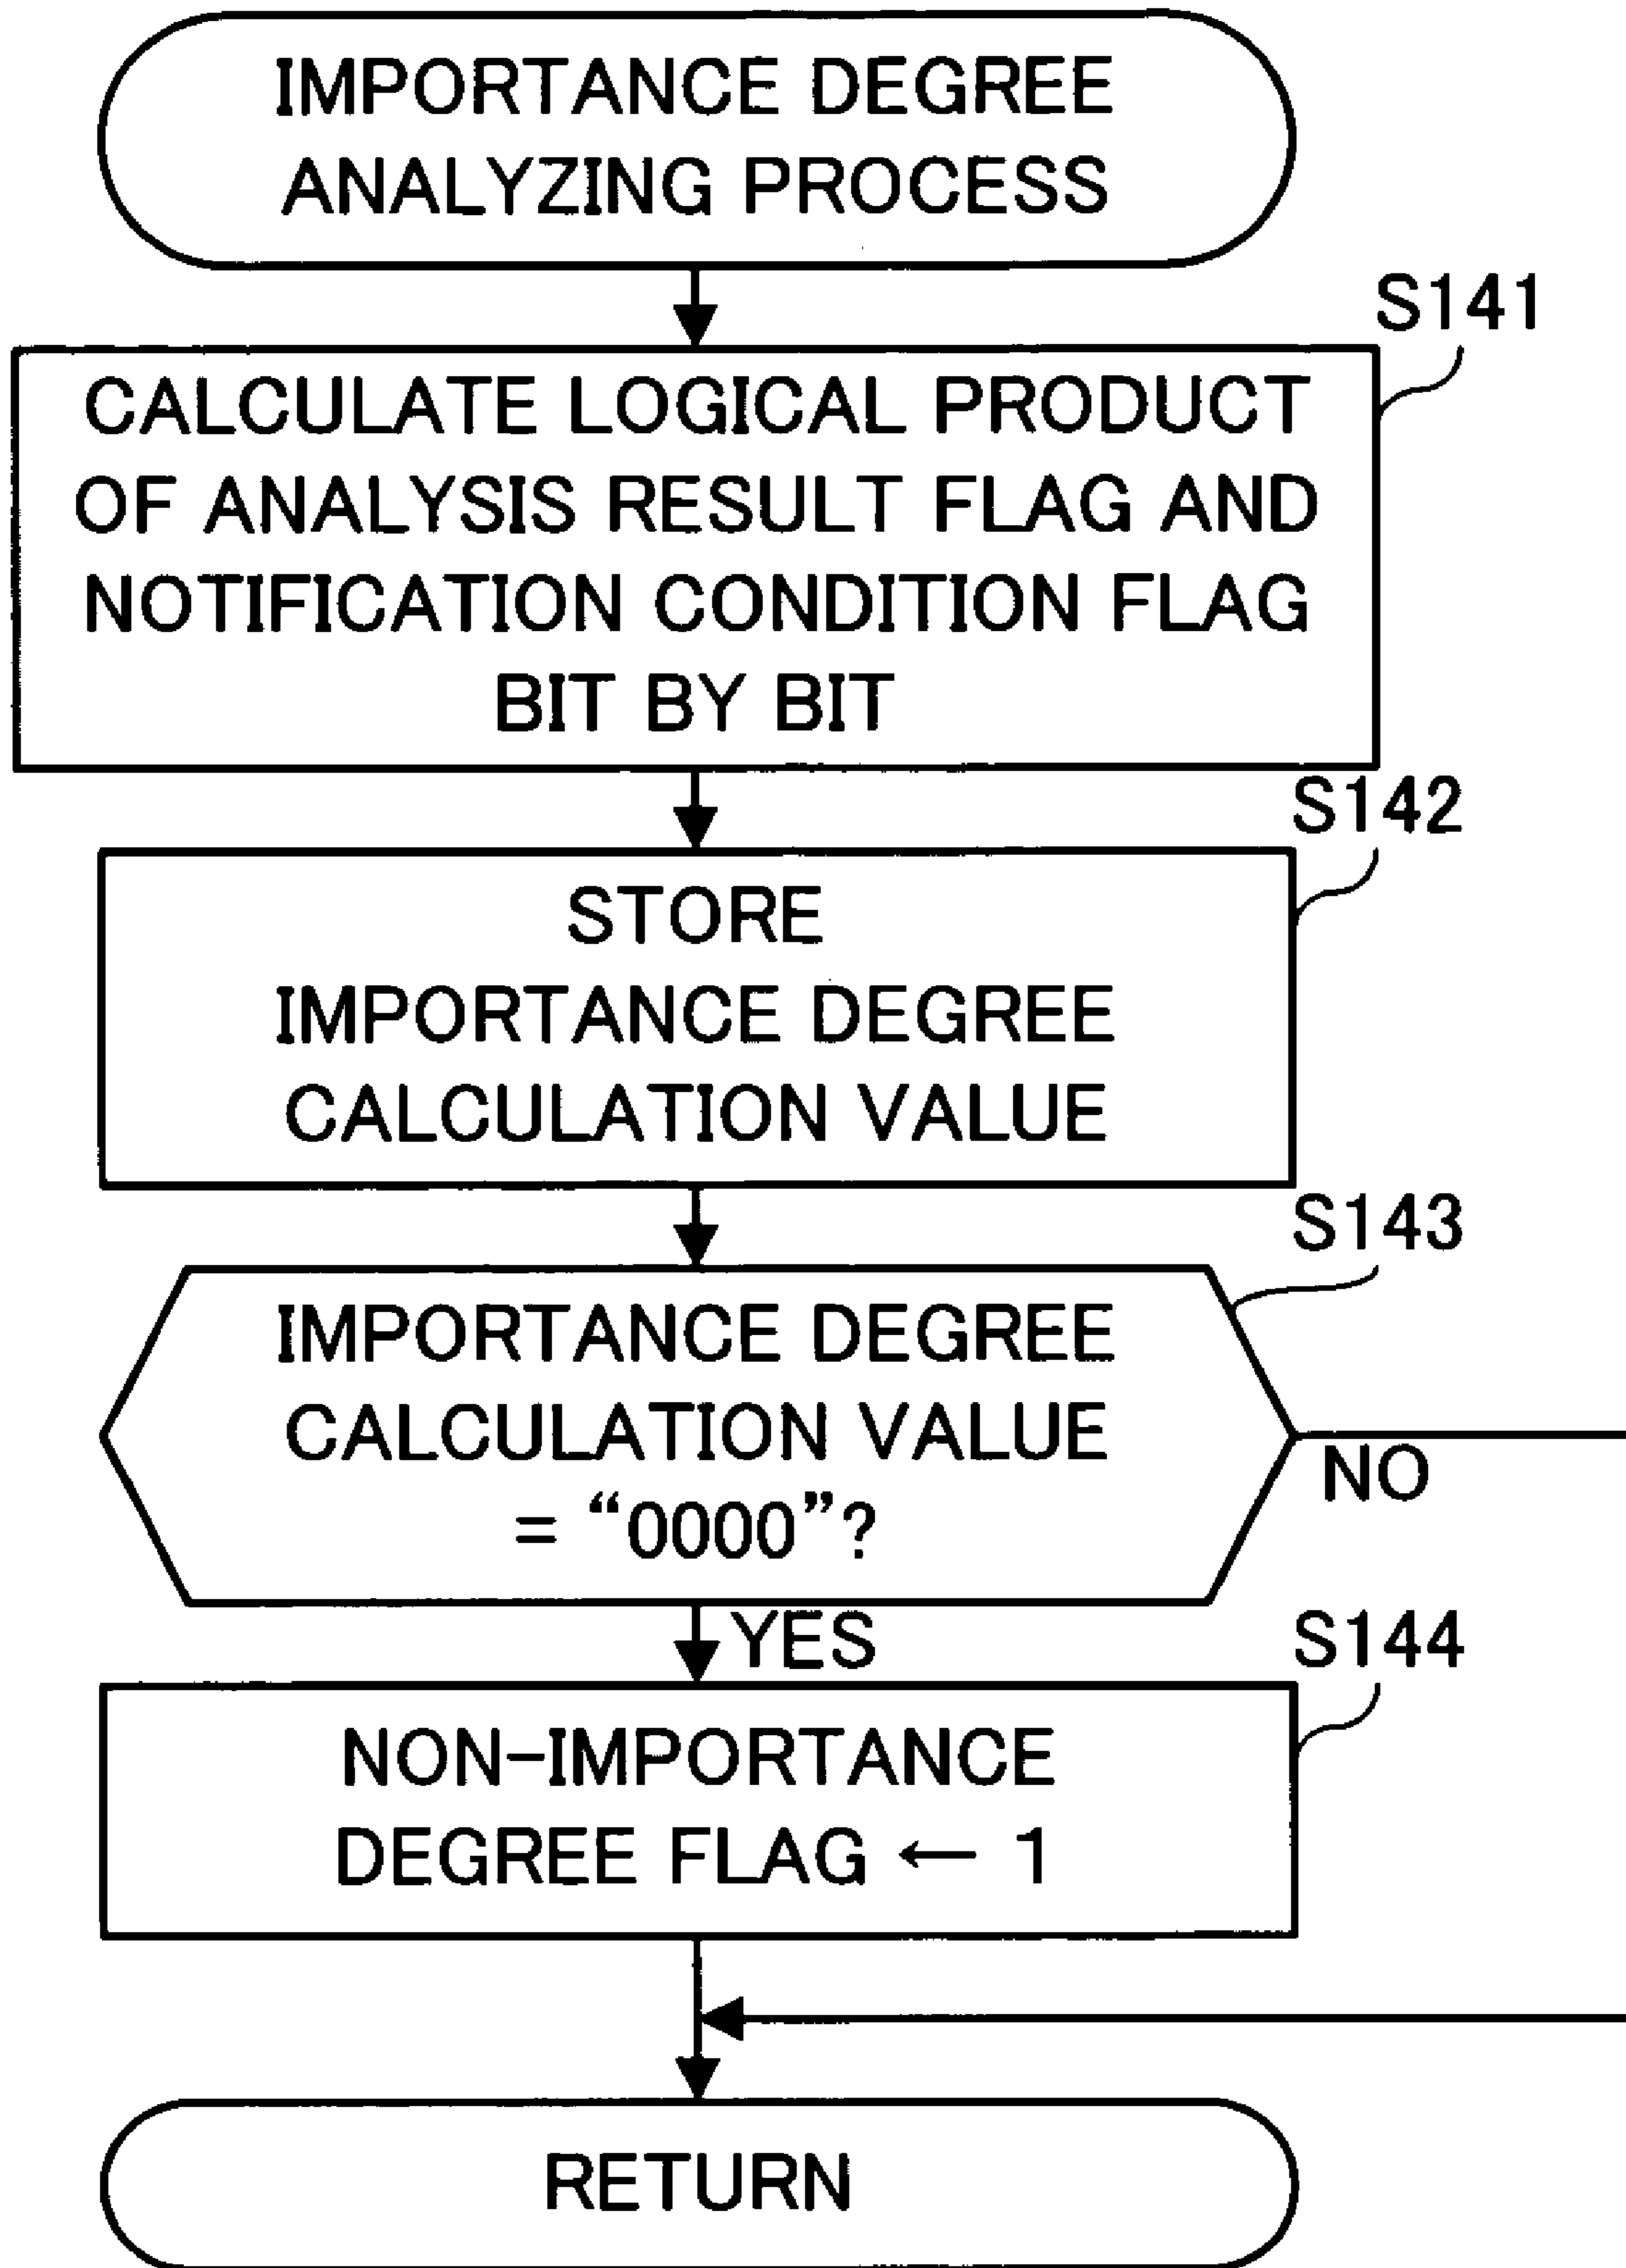 IMPORTANCE DEGREE
ANALYZING PROCESS
S141
CALCULATE LOGICAL PRODUCT
OF ANALYSIS RESULT FLAG AND
NOTIFICATION CONDITION FLAG
BIT BY BIT
S142
STORE
IMPORTANCE DEGREE
CALCULATION VALUE
S143
IMPORTANCE DEGREE
CALCULATION VALUE
= “0000”?
NO
YES
S144
NON-IMPORTANCE
DEGREE FLAG ← 1
RETURN